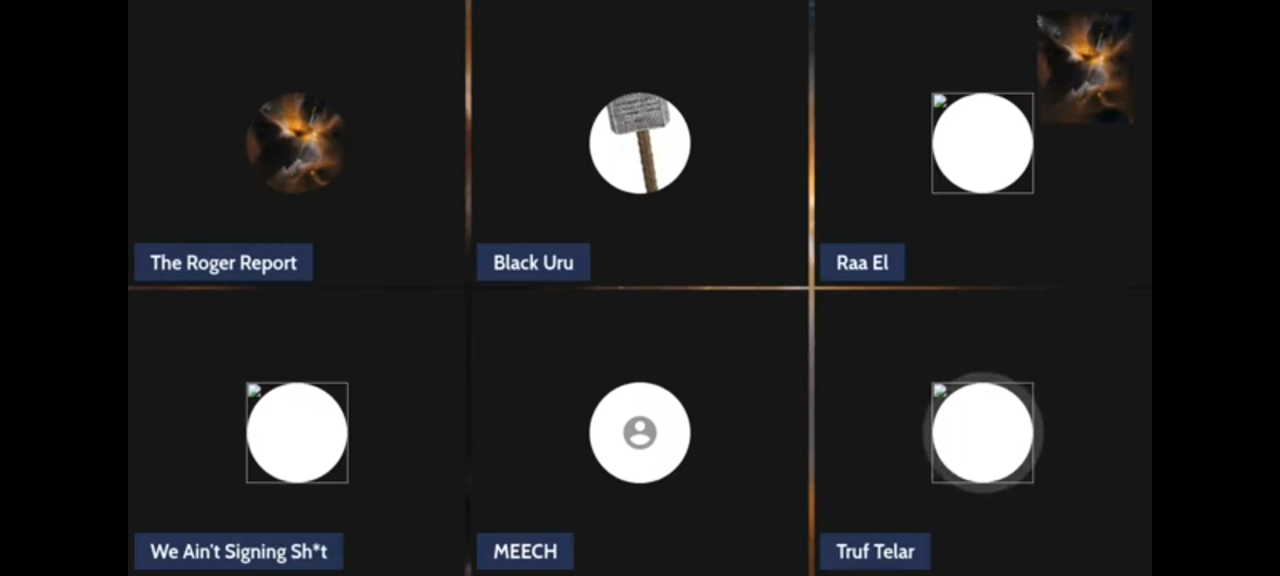 The Roger Report
Black Uru
Raa El
We Ain't Signing Sh*t
MEECH
Truf Telar